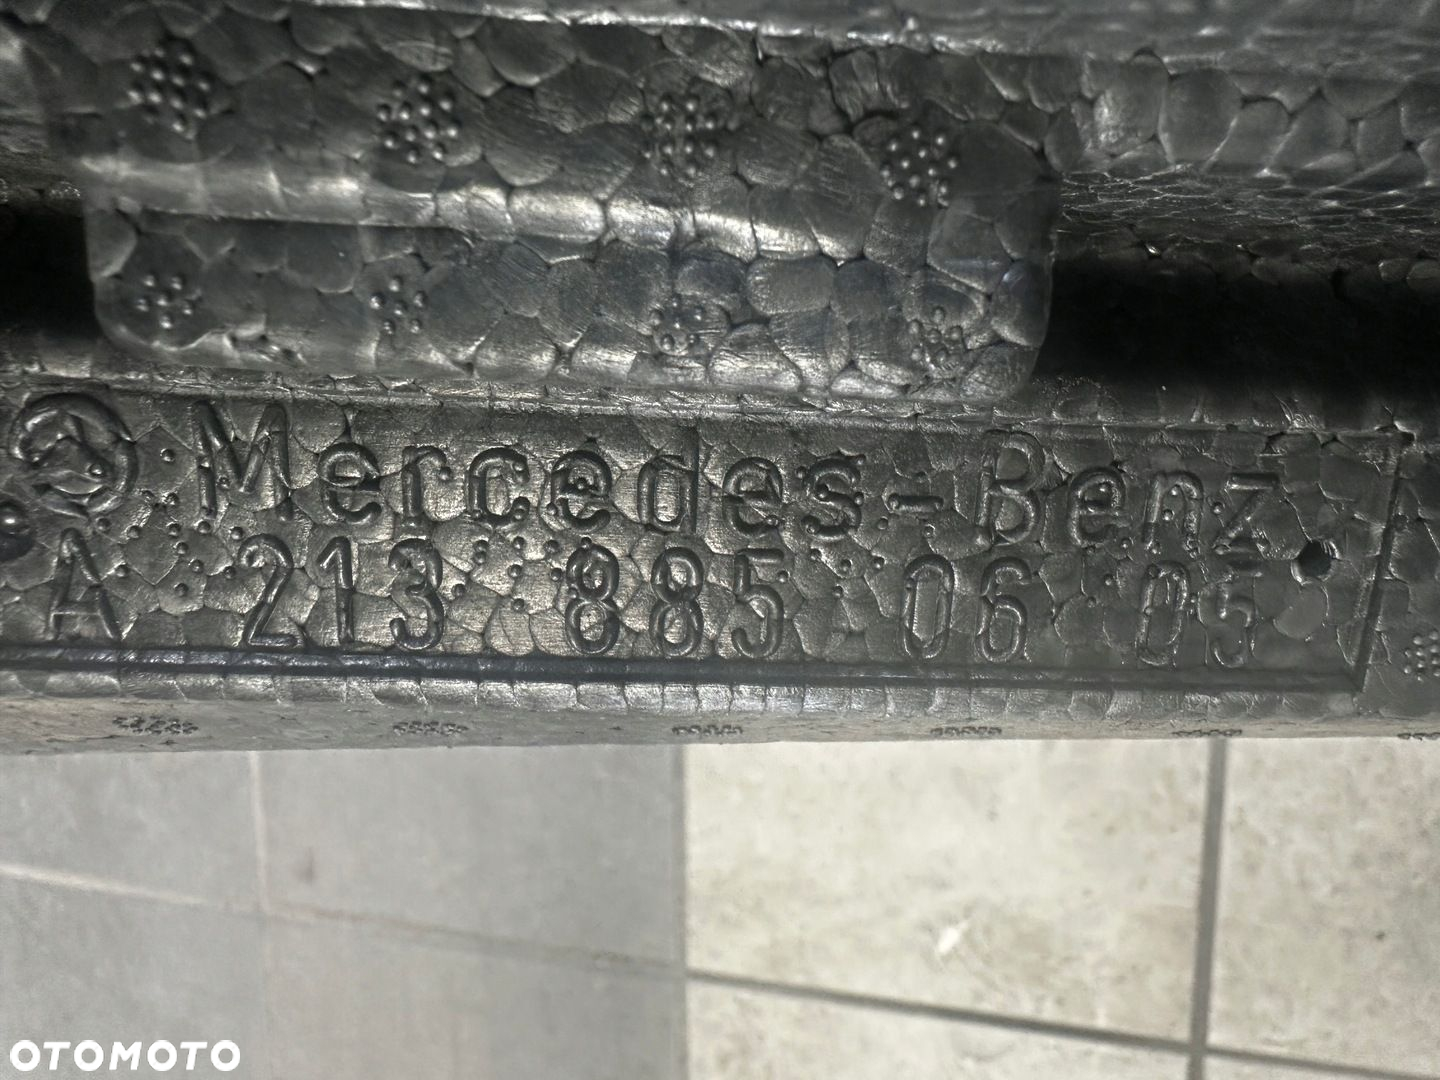 Mercedes-Benz
A 213 885 06 05
OTOMOTO